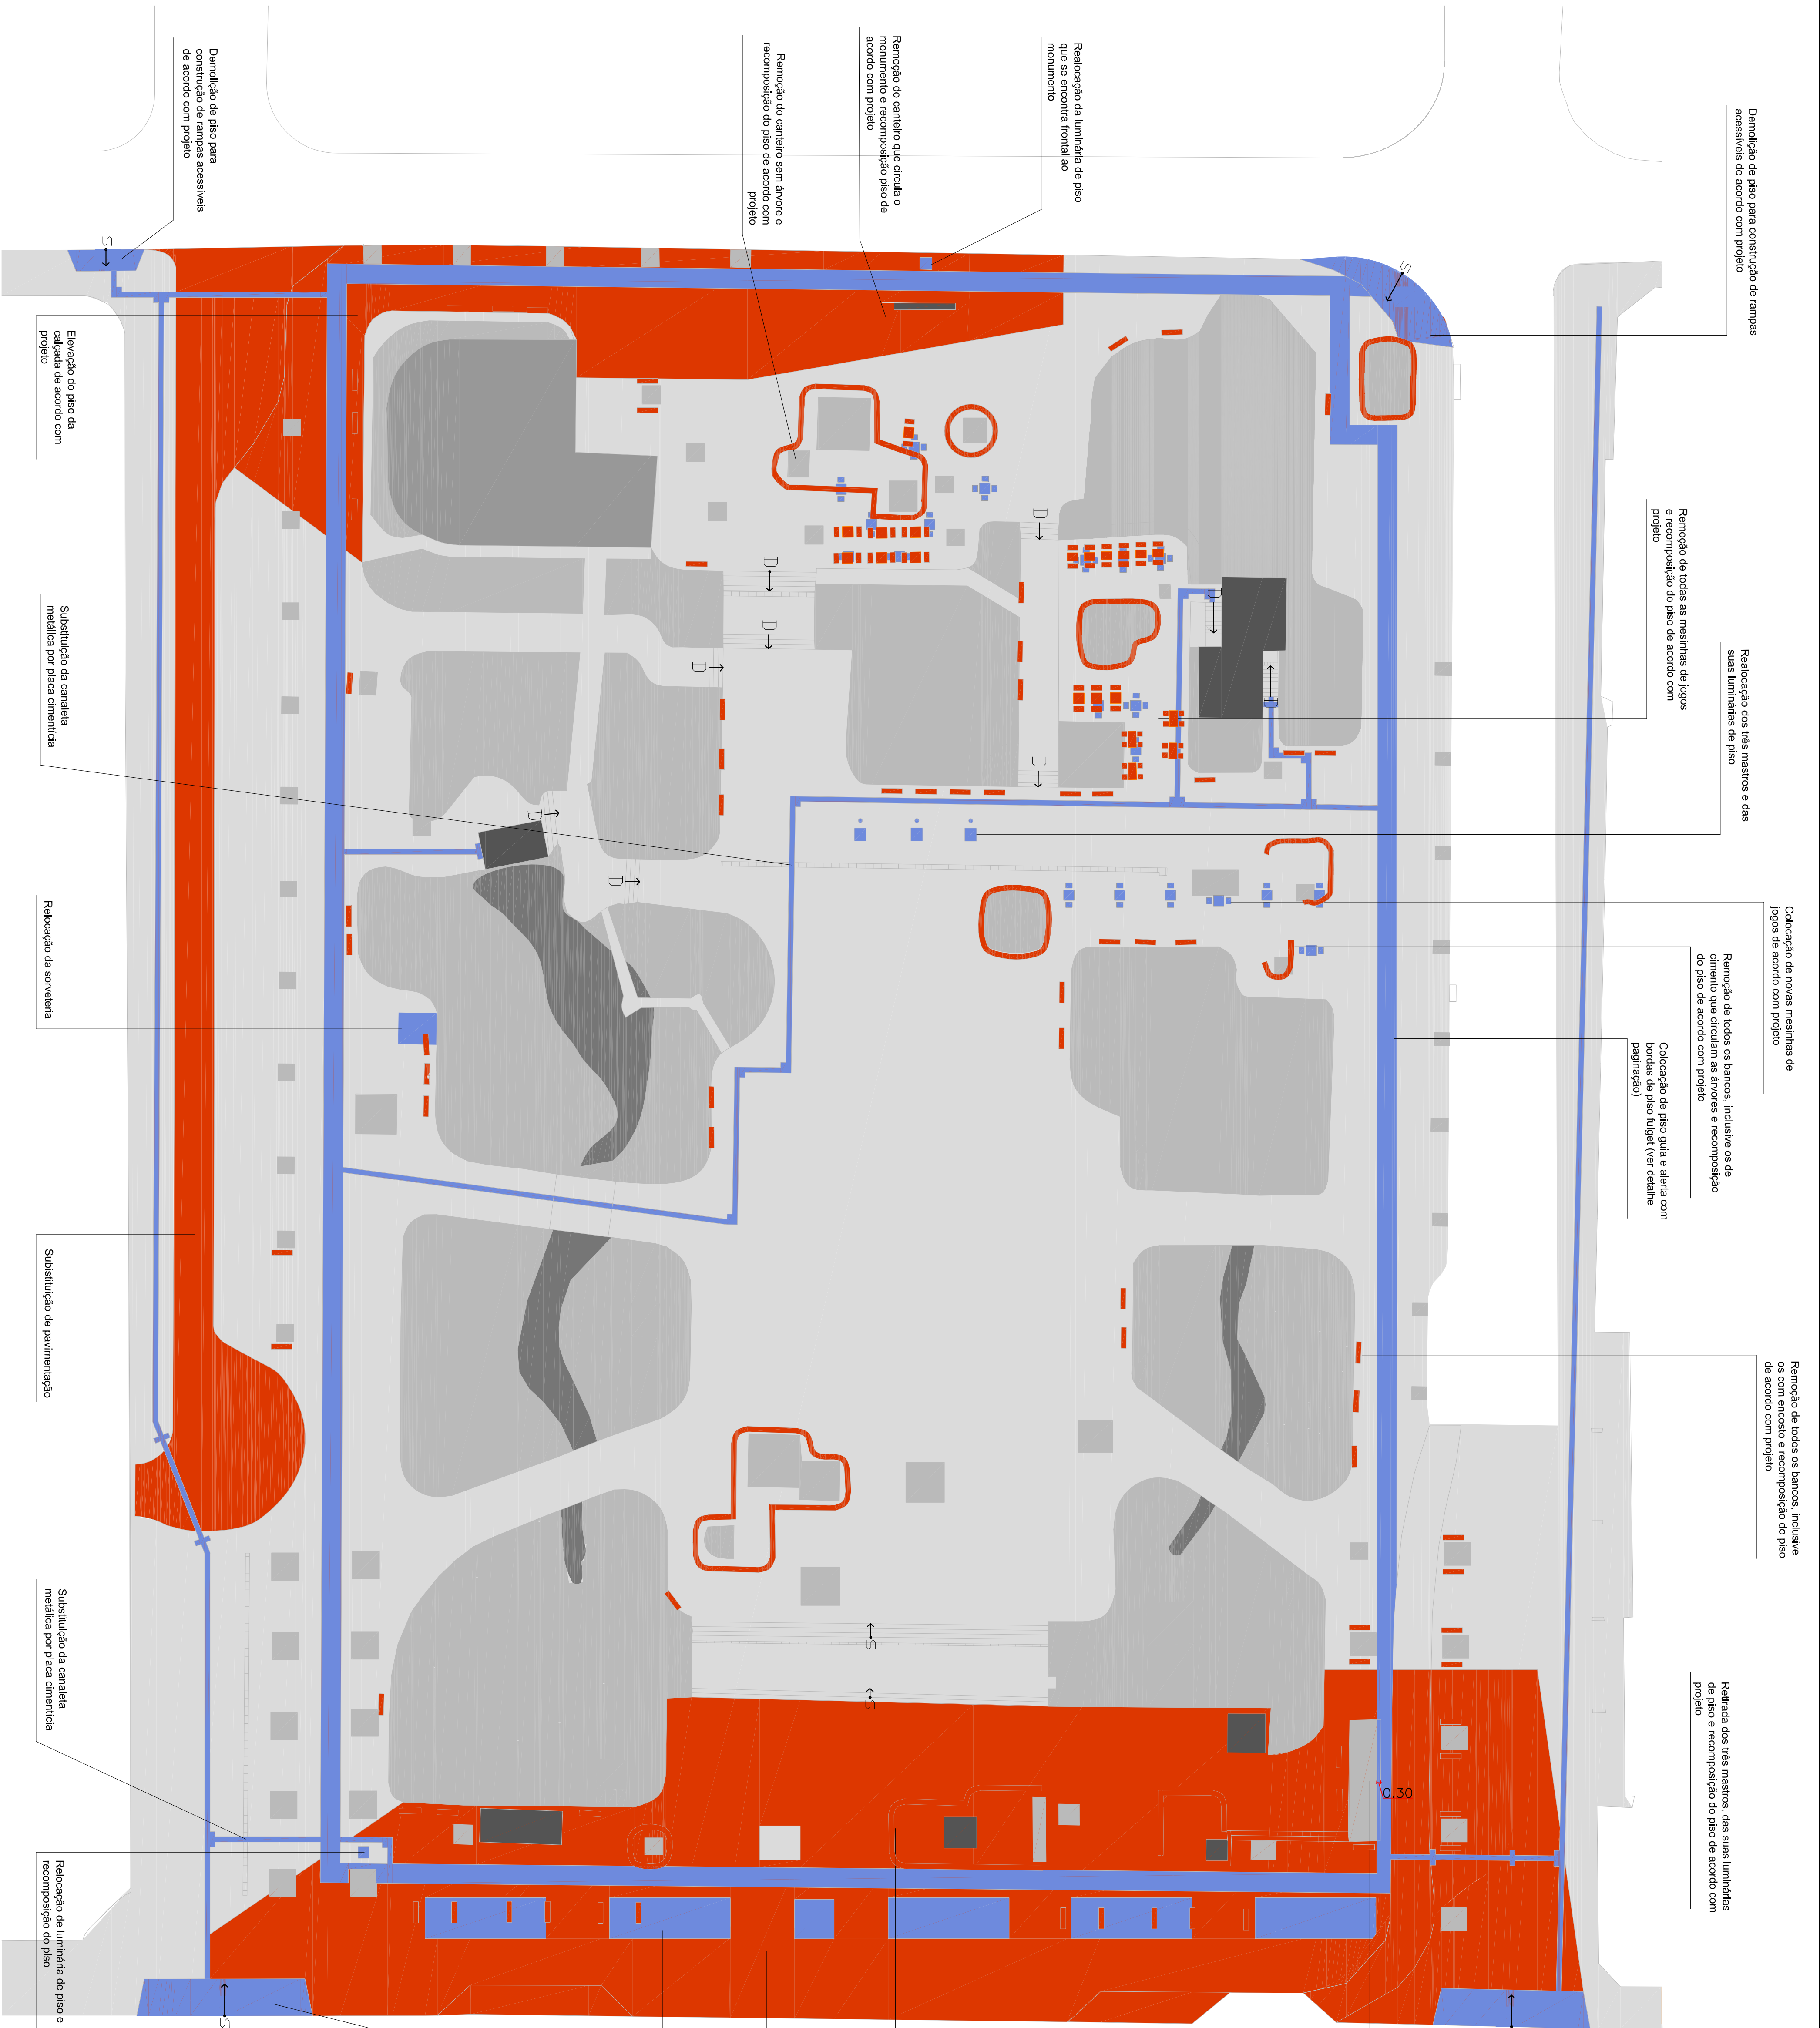 Demolição de piso para
construção de rampas acessíveis
de acordo com projeto
Remoção do canteiro sem árvore e
recomposição do piso de acordo com
projeto
Remoção do canteiro que circula o
monumento e recomposição piso de
acordo com projeto
Realocação da luminária de piso
que se encontra frontal ao
monumento
Demolição de piso para construção de rampas
acessíveis de acordo com projeto
Elevação do piso da
calçada de acordo com
projeto
Remoção de todas as mesinhas de jogos
e recomposição do piso de acordo com
projeto
Substituição da canaleta
metálica por placa cimentícia
Realocação dos três mastros e das
suas luminárias de piso
Relocação da sorveteria
Colocação de novas mesinhas de
jogos de acordo com projeto
Remoção de todos os bancos, inclusive os de
cimento que circulam as árvores e recomposição
do piso de acordo com projeto
Colocação de piso guia e alerta com
bordas de piso fulget (ver detalhe
paginação)
Subistituição de pavimentação
Remoção de todos os bancos, inclusive
os com encosto e recomposição do piso
de acordo com projeto
Substituição da canaleta
metálica por placa cimentícia
Retirada dos três mastros, das suas luminárias
de piso e recomposição do piso de acordo com
projeto
Relocação de luminária de piso e
recomposição do piso
0.30
S
S
D
D
D
D
D
D
D
D
D
S
S
S